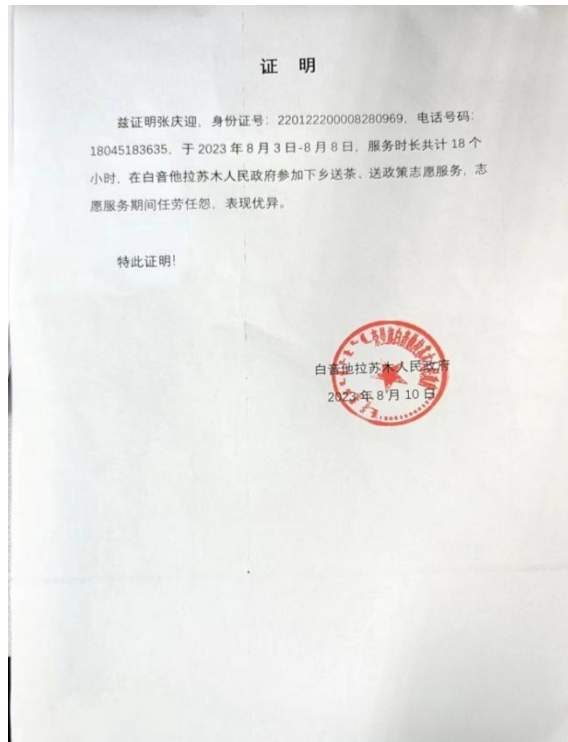 证 明
兹证明张庆迎，身份证号：220122200008280969，电话号码：
18045183635，于 2023 年 8 月 3 日-8 月 8 日，服务时长共计 18 个
小时，在白音他拉苏木人民政府参加下乡送茶、送政策志愿服务，志
愿服务期间任劳任怨，表现优异。
特此证明！
白音他拉苏木人民政府
2023 年 8 月 10 日